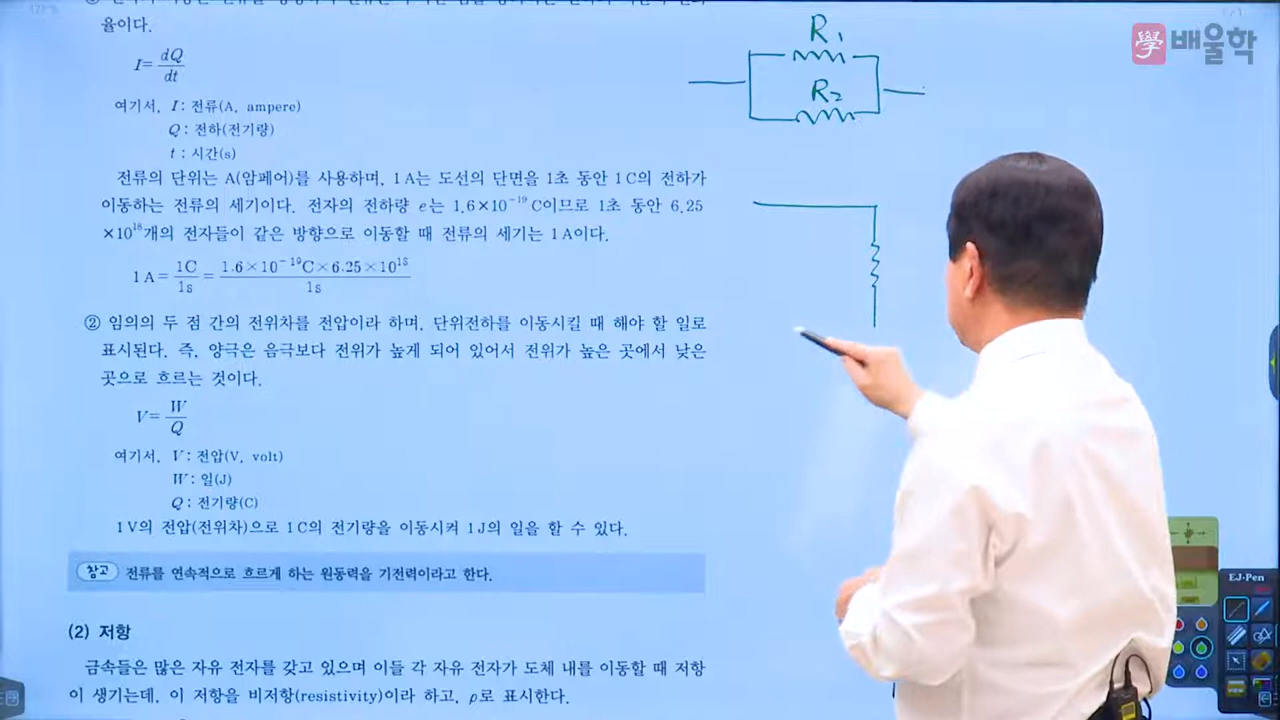 율이다.
I= dQ/dt
여기서, I : 전류(A, ampere)
Q : 전하(전기량)
t : 시간(s)
전류의 단위는 A(암페어)를 사용하며, 1 A는 도선의 단면을 1초 동안 1 C의 전하가
이동하는 전류의 세기이다. 전자의 전하량 e는 1.6×10⁻¹⁹ C이므로 1초 동안 6.25
×10¹⁸개의 전자들이 같은 방향으로 이동할 때 전류의 세기는 1 A이다.
1 A= 1C/1s = 1.6×10⁻¹⁹C×6.25×10¹⁸/1s
② 임의의 두 점 간의 전위차를 전압이라 하며, 단위전하를 이동시킬 때 해야 할 일로
표시된다. 즉, 양극은 음극보다 전위가 높게 되어 있어서 전위가 높은 곳에서 낮은
곳으로 흐르는 것이다.
V= W/Q
여기서, V : 전압(V, volt)
W : 일(J)
Q : 전기량(C)
1 V의 전압(전위차)으로 1 C의 전기량을 이동시켜 1 J의 일을 할 수 있다.
참고 전류를 연속적으로 흐르게 하는 원동력을 기전력이라고 한다.
(2) 저항
금속들은 많은 자유 전자를 갖고 있으며 이들 각 자유 전자가 도체 내를 이동할 때 저항
이 생기는데, 이 저항을 비저항(resistivity)이라 하고, ρ로 표시한다.
R₁
R₂
學 배울학
EJ-Pen